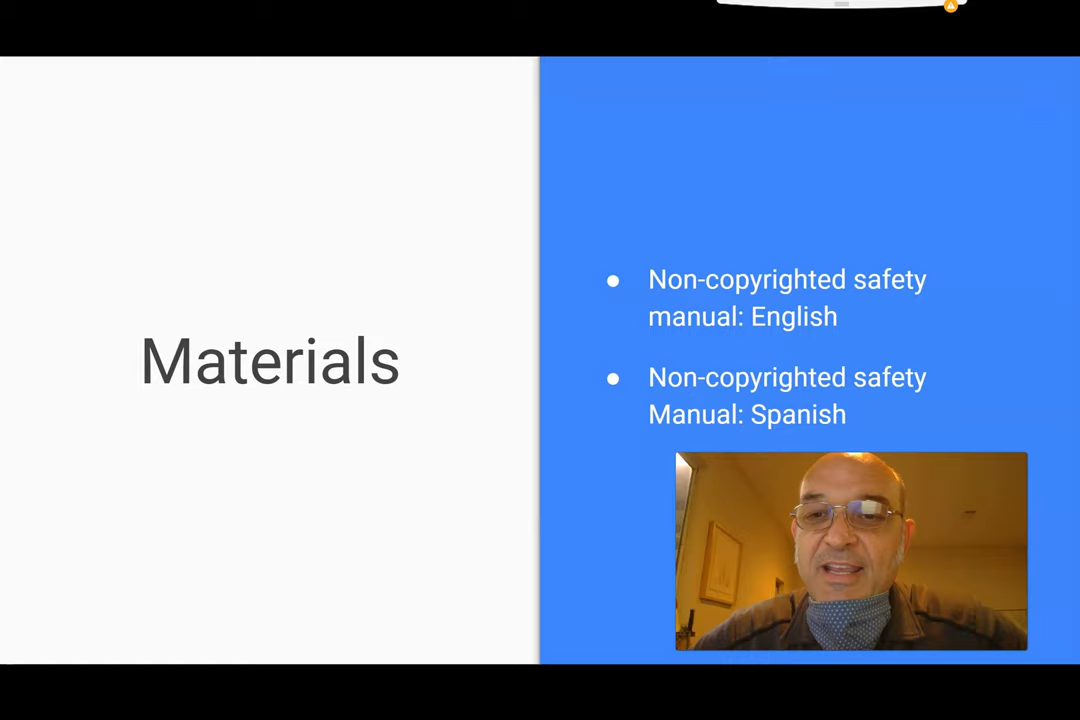 Materials
● Non-copyrighted safety
manual: English
● Non-copyrighted safety
Manual: Spanish